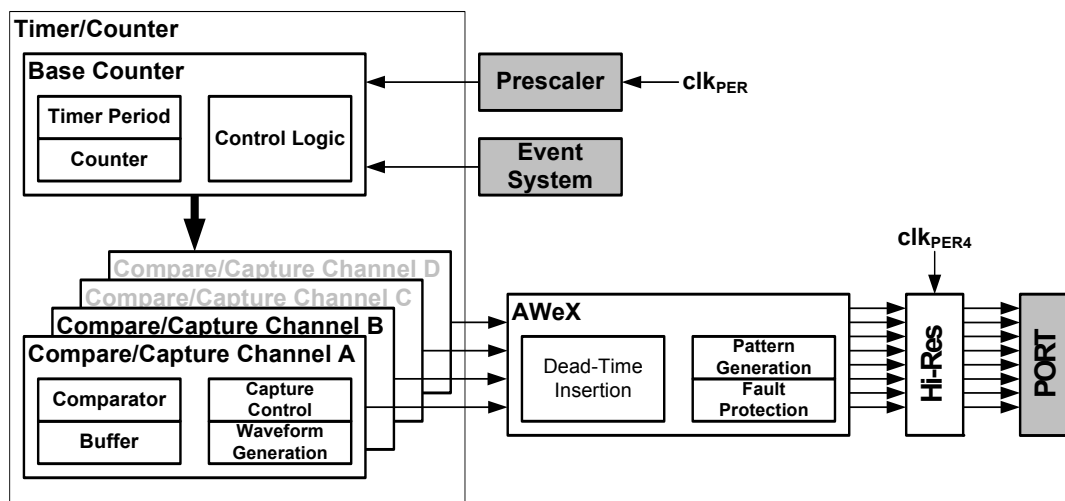 Timer/Counter
Base Counter
Timer Period
Counter
Control Logic
Prescaler
clkPER
Event
System
Compare/Capture Channel D
Compare/Capture Channel C
Compare/Capture Channel B
Compare/Capture Channel A
Comparator
Buffer
Capture
Control
Waveform
Generation
AWeX
Dead-Time
Insertion
Pattern
Generation
Fault
Protection
clkPER4
Hi-Res
PORT